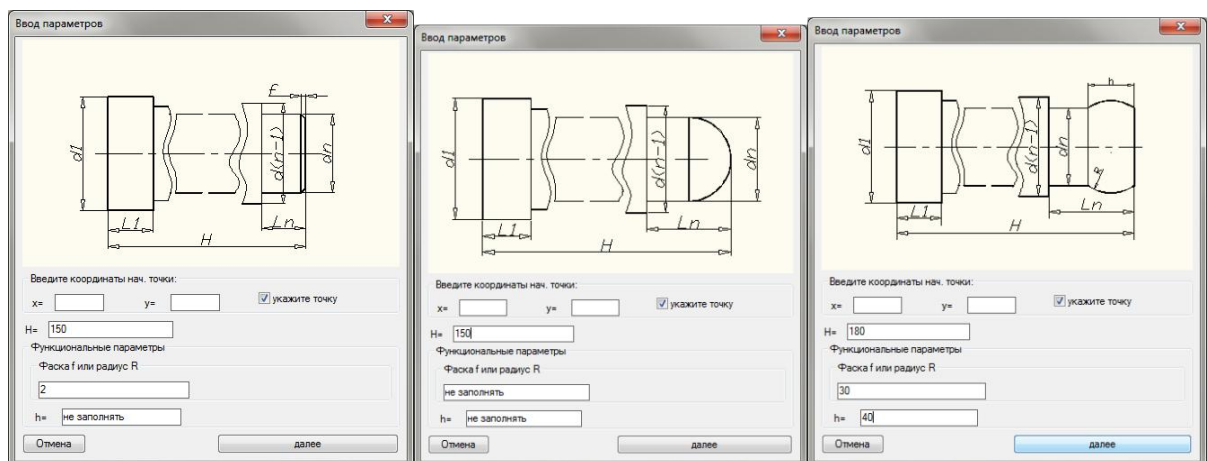 Ввод параметров
x
f
d1
d(n-1)
dn
L1
Ln
H
Введите координаты нач. точки:
x= y= укажите точку
H= 150
Функциональные параметры
Фаска f или радиус R
2
h= не заполнять
Отмена далее
Ввод параметров
x
d1
d(n-1)
dn
L1
Ln
H
Введите координаты нач. точки:
x= y= укажите точку
H= 150
Функциональные параметры
Фаска f или радиус R
не заполнять
h= не заполнять
Отмена далее
Ввод параметров
x
h
d1
d(n-1)
dn
R
L1
Ln
H
Введите координаты нач. точки:
x= y= укажите точку
H= 180
Функциональные параметры
Фаска f или радиус R
30
h= 40
Отмена далее